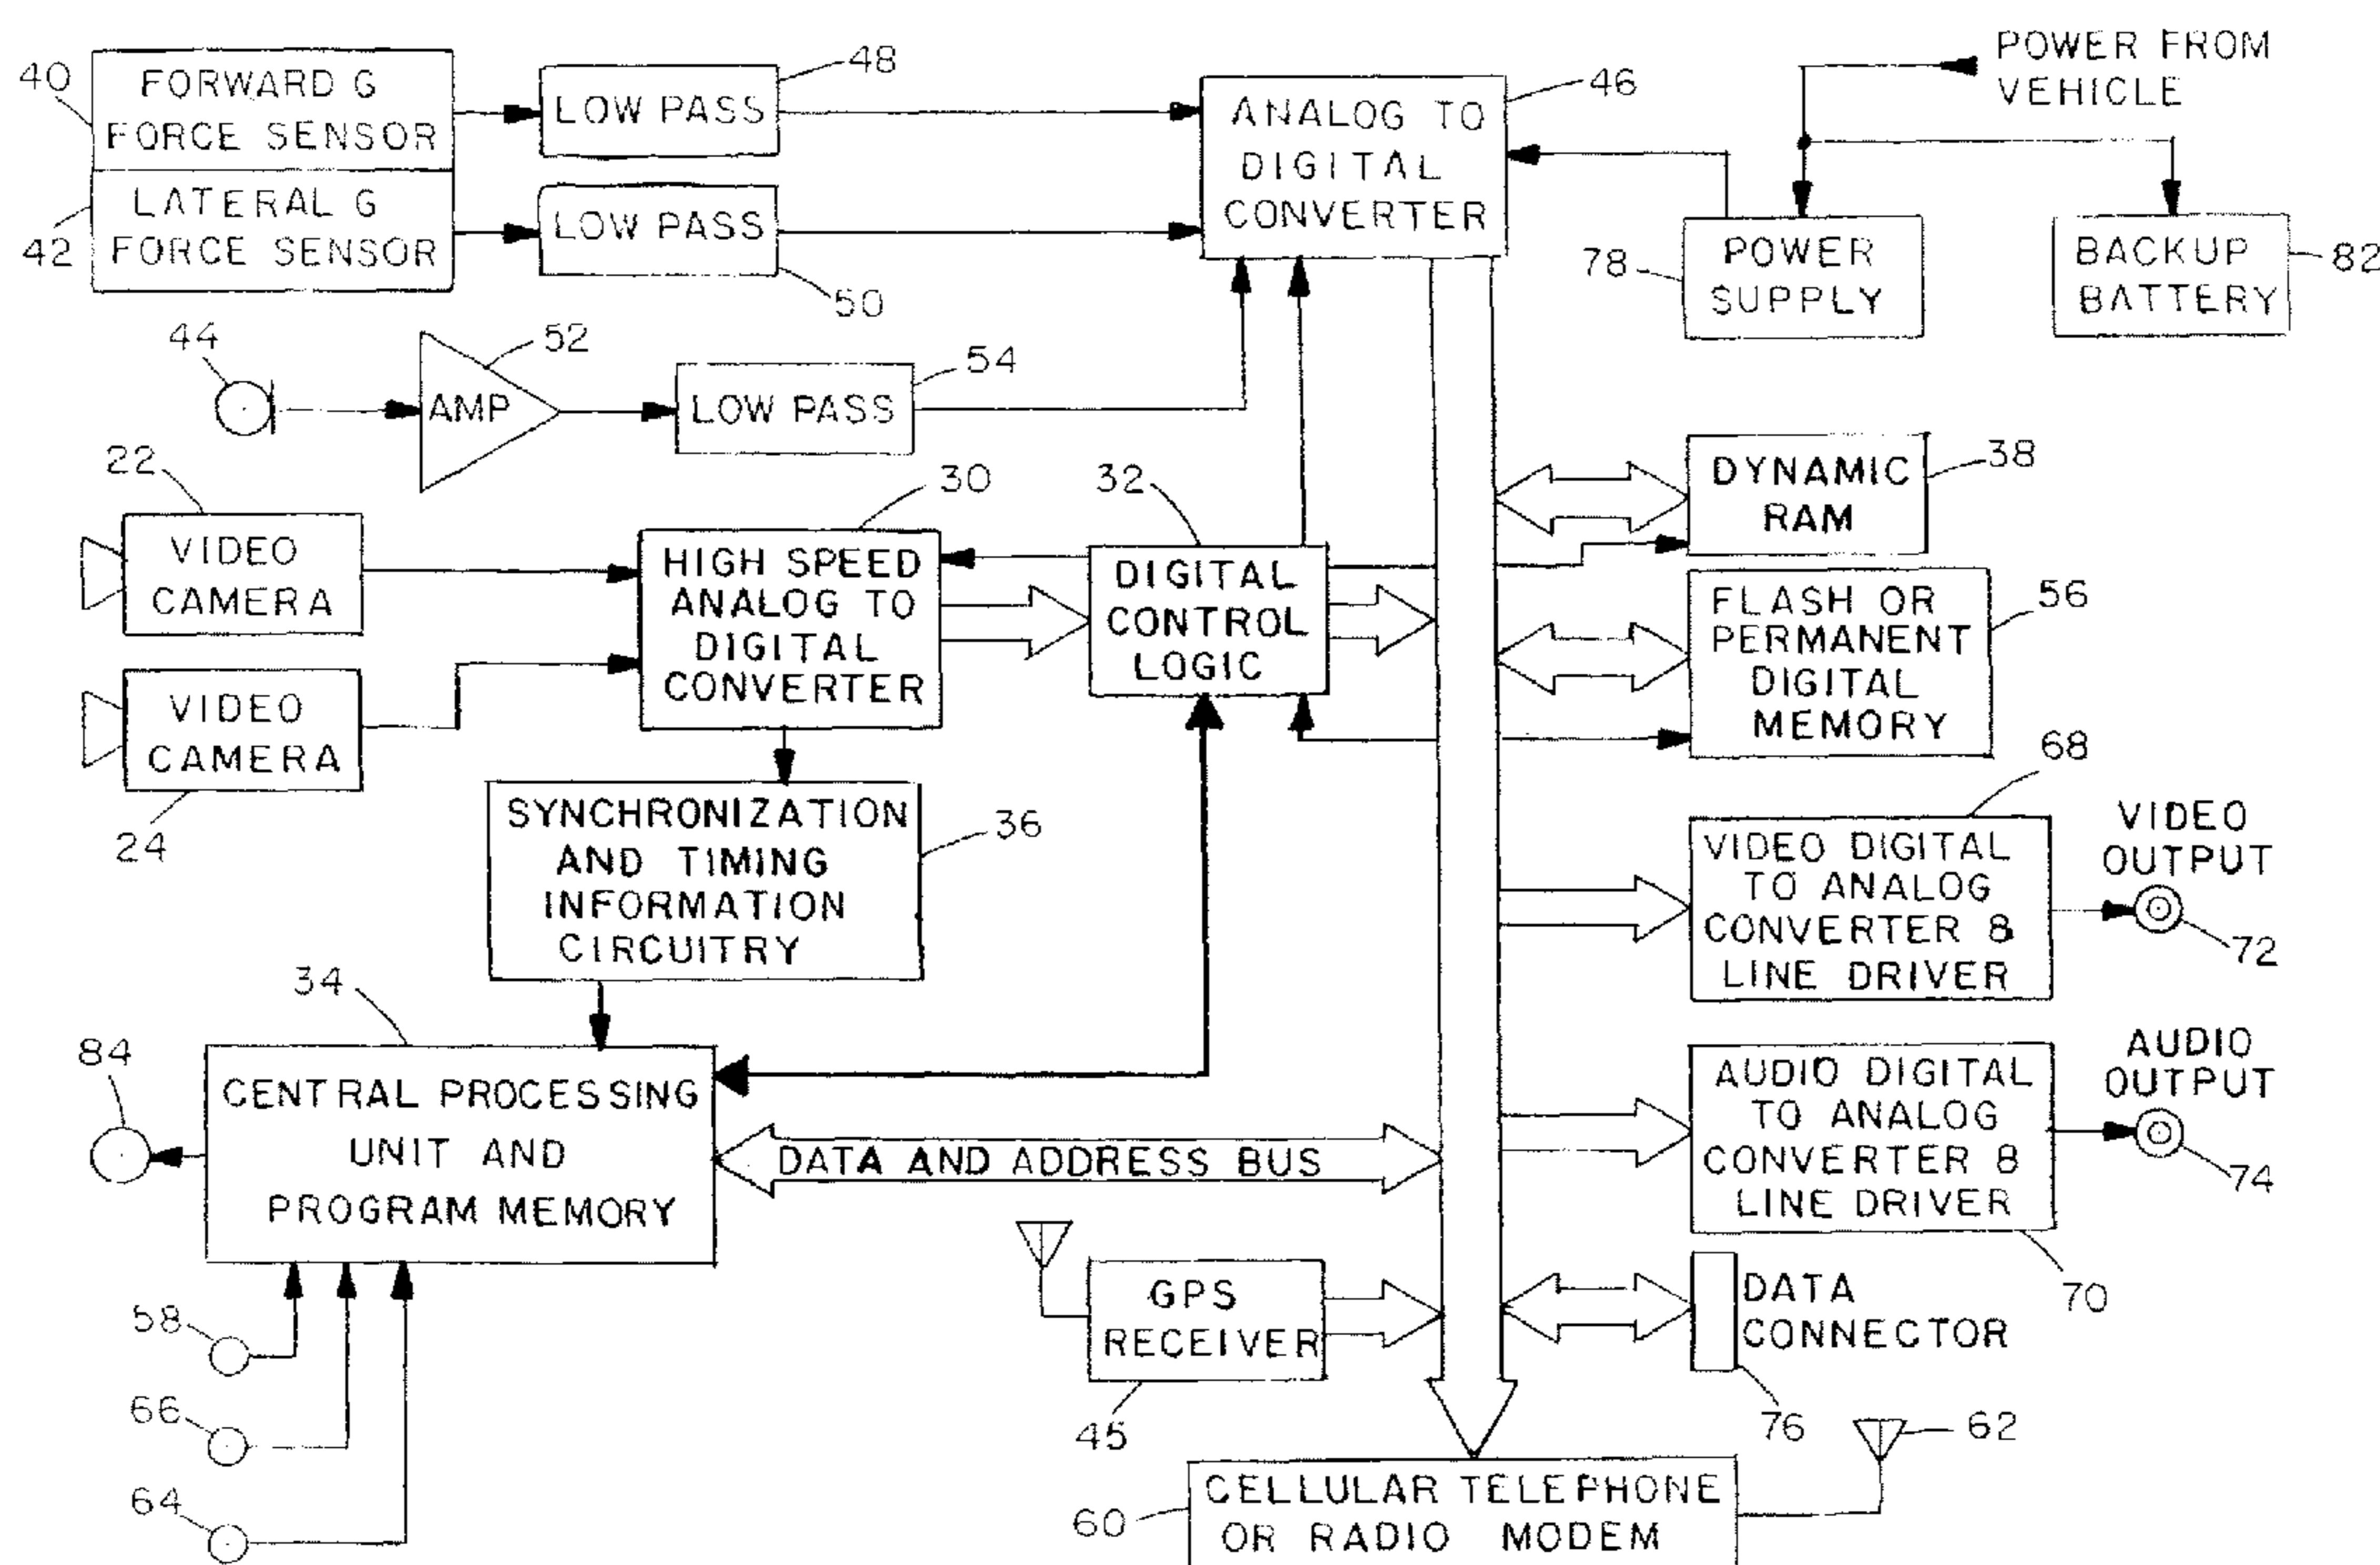 40
FORWARD G
FORCE SENSOR
LATERAL G
FORCE SENSOR
42
LOW PASS
48
LOW PASS
50
ANALOG TO
DIGITAL
CONVERTER
46
POWER FROM
VEHICLE
78
POWER
SUPPLY
BACKUP
BATTERY
82
44
AMP
52
LOW PASS
54
22
VIDEO
CAMERA
VIDEO
CAMERA
24
30
HIGH SPEED
ANALOG TO
DIGITAL
CONVERTER
32
DIGITAL
CONTROL
LOGIC
DYNAMIC
RAM
38
FLASH OR
PERMANENT
DIGITAL
MEMORY
56
SYNCHRONIZATION
AND TIMING
INFORMATION
CIRCUITRY
36
68
VIDEO DIGITAL
TO ANALOG
CONVERTER &
LINE DRIVER
VIDEO
OUTPUT
72
34
84
CENTRAL PROCESSING
UNIT AND
PROGRAM MEMORY
DATA AND ADDRESS BUS
AUDIO DIGITAL
TO ANALOG
CONVERTER &
LINE DRIVER
70
AUDIO
OUTPUT
74
58
66
64
GPS
RECEIVER
45
DATA
CONNECTOR
76
62
60
CELLULAR TELEPHONE
OR RADIO MODEM